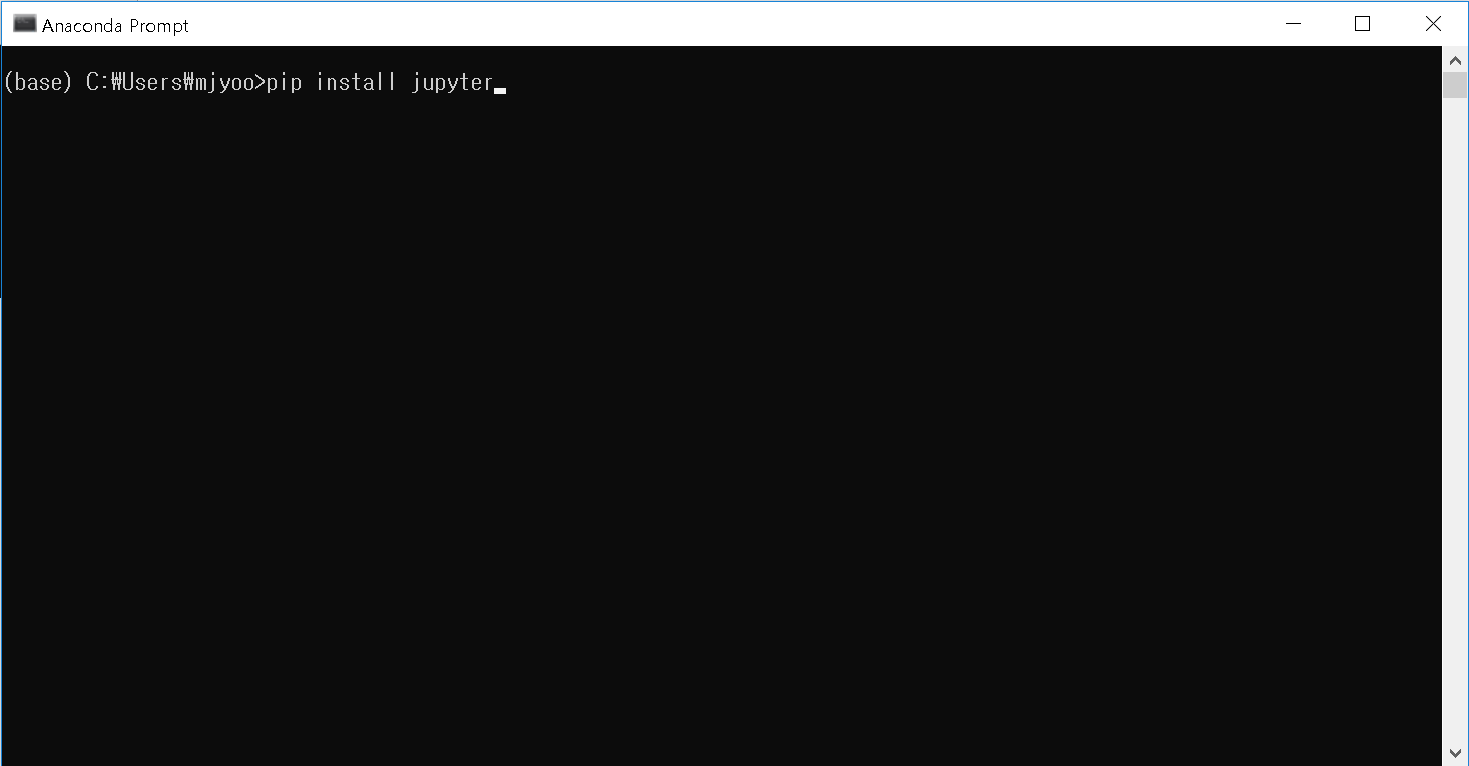 Anaconda Prompt
(base) C:₩Users₩mjyoo>pip install jupyter